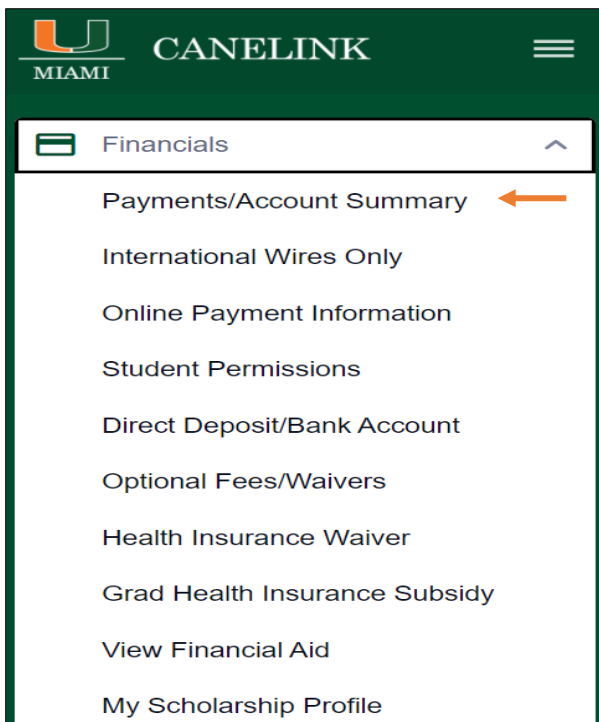 CANELINK
MIAMI
Financials
Payments/Account Summary
International Wires Only
Online Payment Information
Student Permissions
Direct Deposit/Bank Account
Optional Fees/Waivers
Health Insurance Waiver
Grad Health Insurance Subsidy
View Financial Aid
My Scholarship Profile